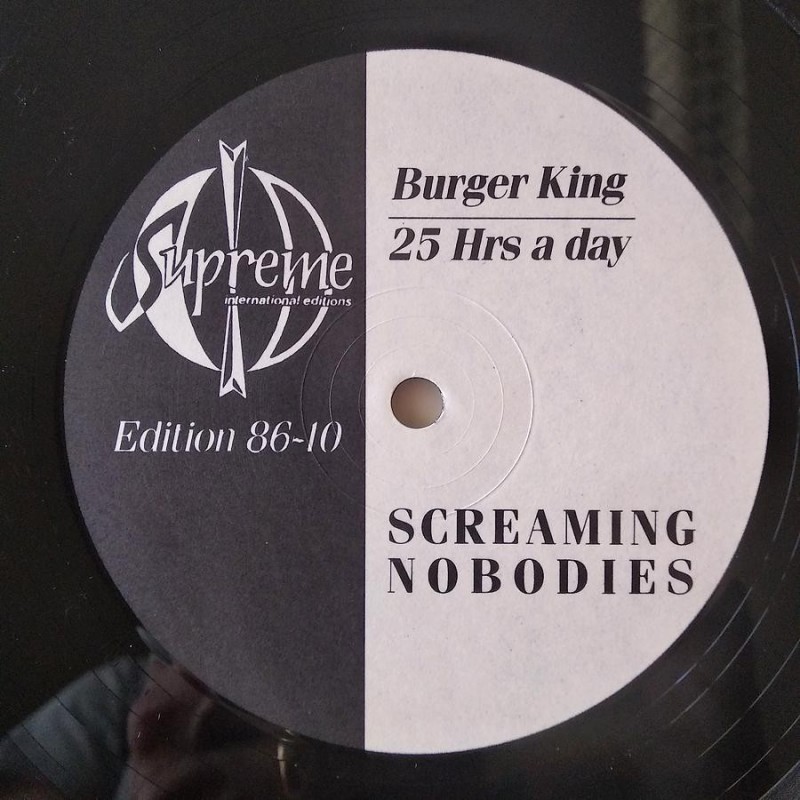 Supreme
international editions
Edition 86-10
Burger King
25 Hrs a day
SCREAMING
NOBODIES